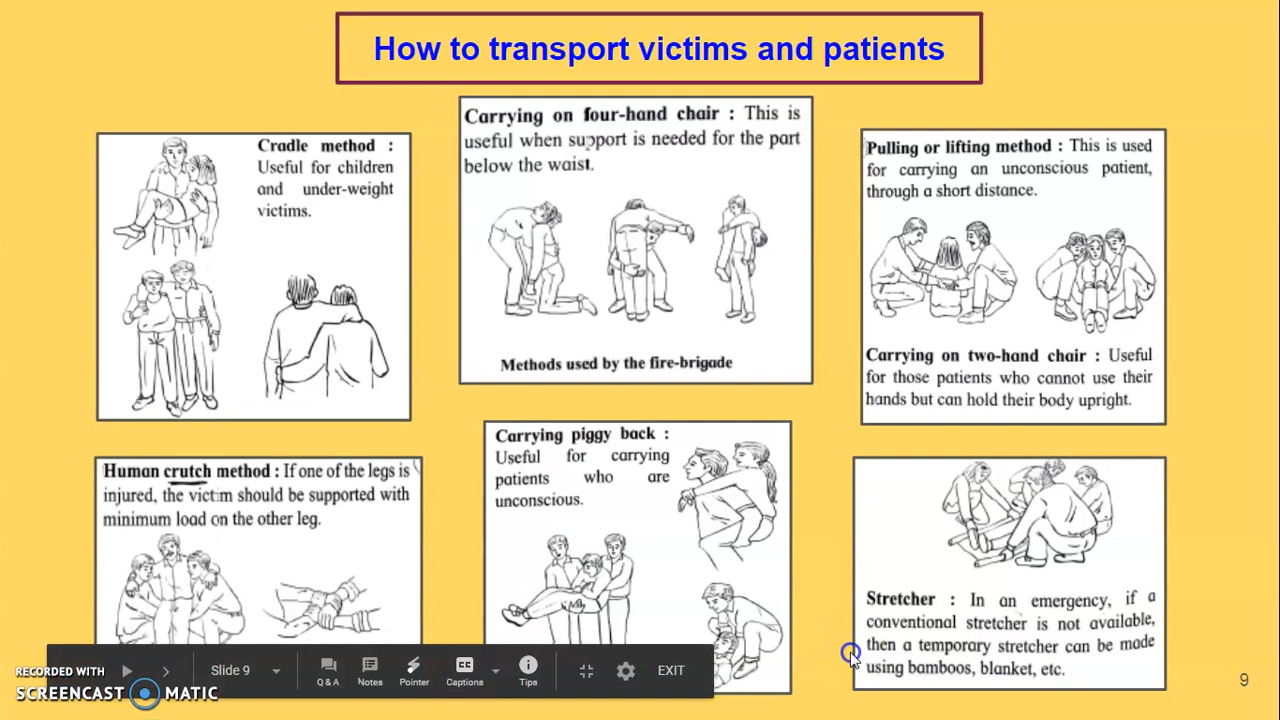 How to transport victims and patients
Cradle method :
Useful for children
and under-weight
victims.
Carrying on four-hand chair : This is
useful when support is needed for the part
below the waist.
Methods used by the fire-brigade
Pulling or lifting method : This is used
for carrying an unconscious patient,
through a short distance.
Carrying on two-hand chair : Useful
for those patients who cannot use their
hands but can hold their body upright.
Human crutch method : If one of the legs is
injured, the victim should be supported with
minimum load on the other leg.
Carrying piggy back :
Useful for carrying
patients who are
unconscious.
Stretcher : In an emergency, if a
conventional stretcher is not available,
then a temporary stretcher can be made
using bamboos, blanket, etc.
RECORDED WITH
SCREENCAST MATIC
Slide 9
Q & A
Notes
Pointer
CC
Captions
Tips
EXIT
9